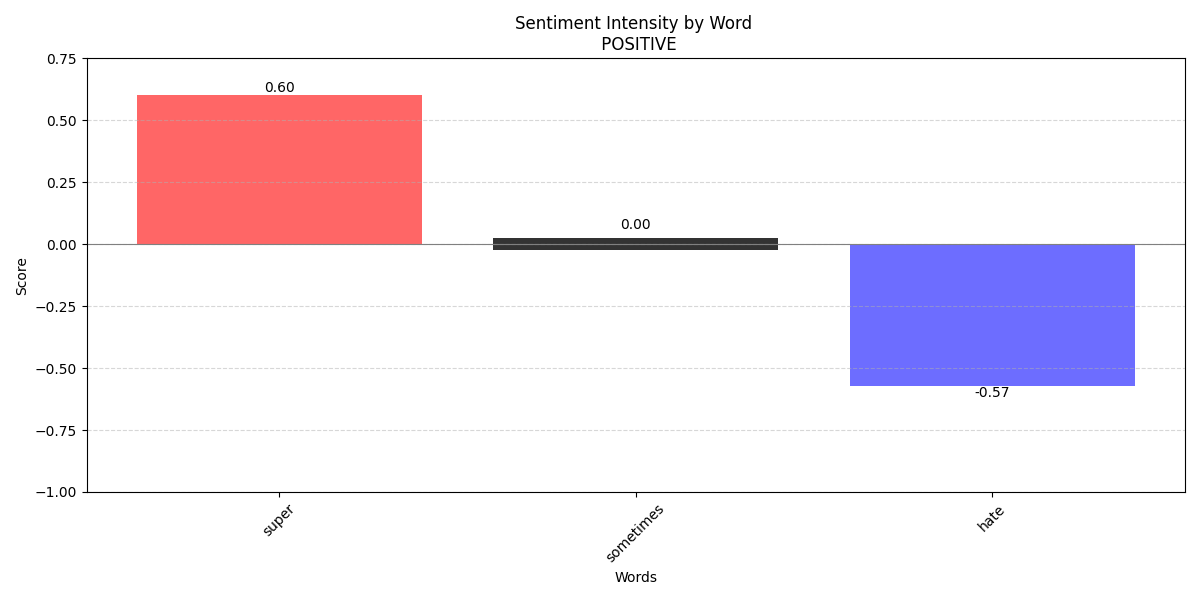 Sentiment Intensity by Word
POSITIVE
0.75
0.50
0.25
0.00
−0.25
−0.50
−0.75
−1.00
Score
0.60
0.00
-0.57
super
sometimes
hate
Words